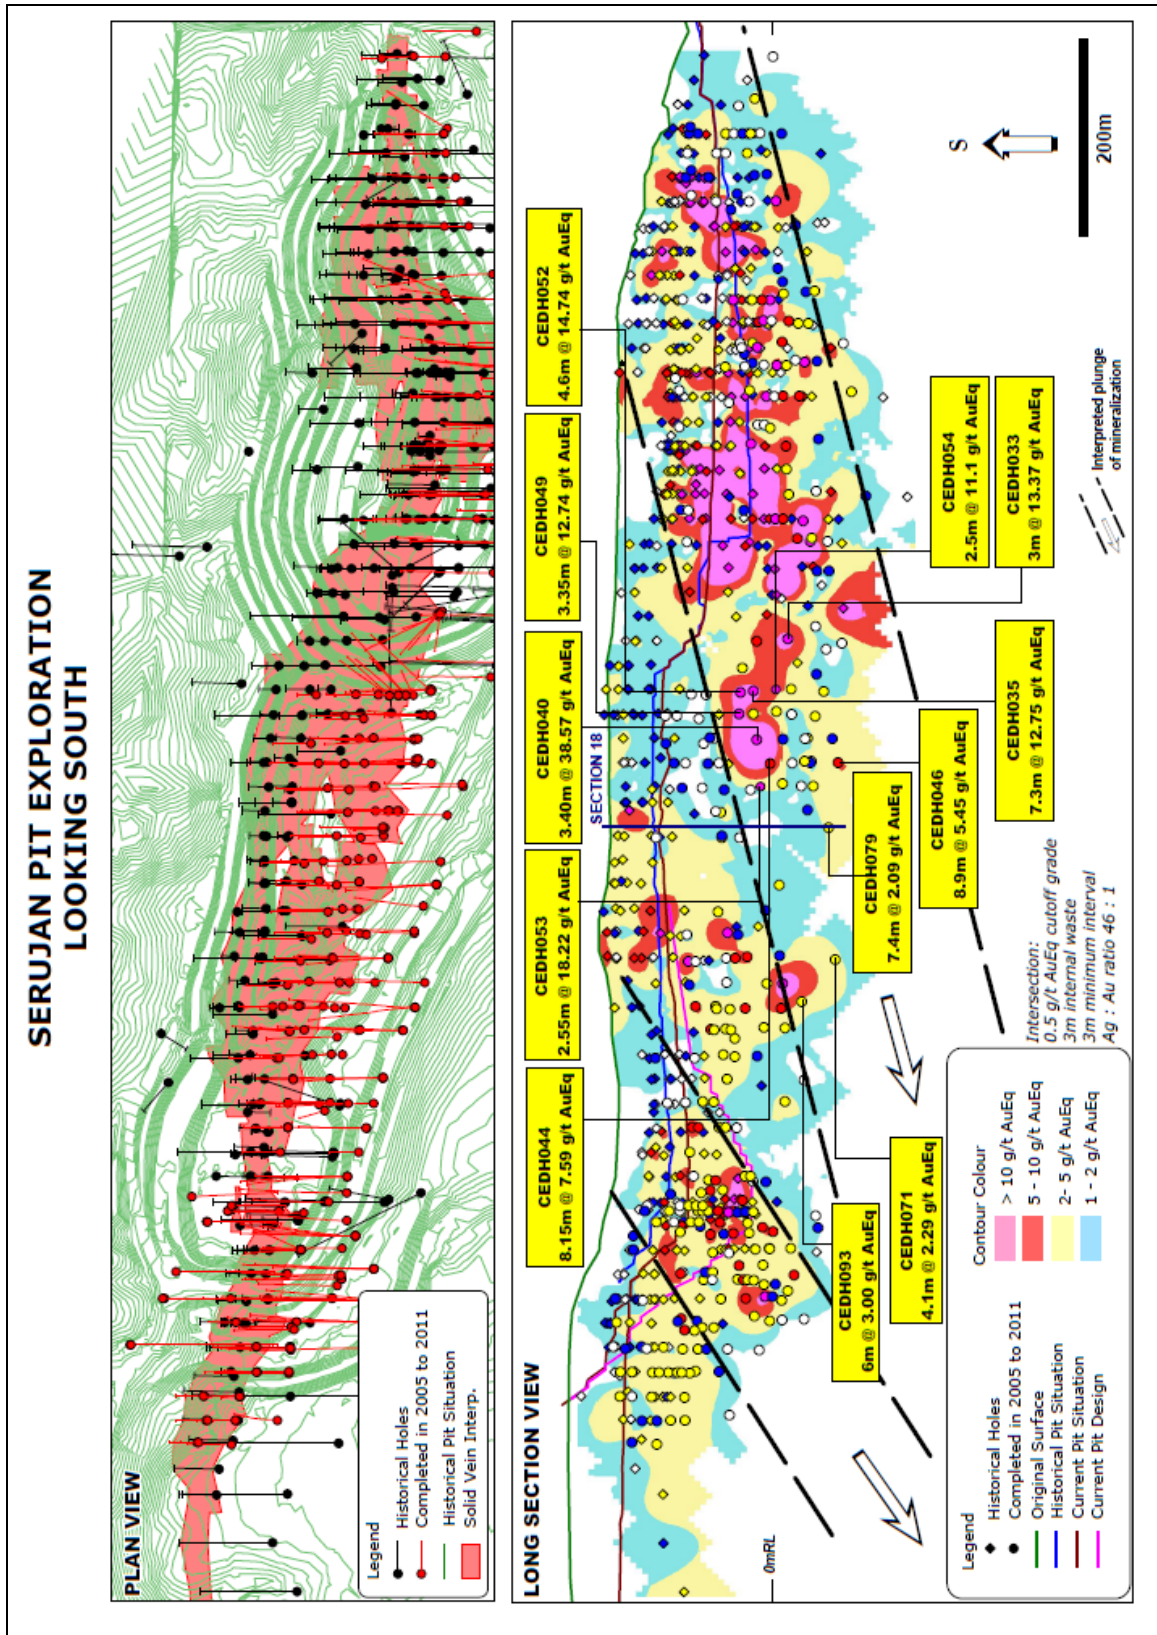 SERUJAN PIT EXPLORATION
LOOKING SOUTH
PLAN VIEW
Legend
Historical Holes
Completed in 2005 to 2011
Historical Pit Situation
Solid Vein Interp.
LONG SECTION VIEW
CEDH044
8.15m @ 7.59 g/t AuEq
CEDH053
2.55m @ 18.22 g/t AuEq
CEDH040
3.40m @ 38.57 g/t AuEq
CEDH049
3.35m @ 12.74 g/t AuEq
CEDH052
4.6m @ 14.74 g/t AuEq
SECTION 18
0mRL
S
200m
CEDH093
6m @ 3.00 g/t AuEq
CEDH071
4.1m @ 2.29 g/t AuEq
CEDH079
7.4m @ 2.09 g/t AuEq
CEDH046
8.9m @ 5.45 g/t AuEq
CEDH035
7.3m @ 12.75 g/t AuEq
CEDH054
2.5m @ 11.1 g/t AuEq
CEDH033
3m @ 13.37 g/t AuEq
Interpreted plunge
of mineralization
Legend
Historical Holes
Completed in 2005 to 2011
Original Surface
Historical Pit Situation
Current Pit Situation
Current Pit Design
Contour Colour
> 10 g/t AuEq
5 - 10 g/t AuEq
2- 5 g/t AuEq
1 - 2 g/t AuEq
Intersection:
0.5 g/t AuEq cutoff grade
3m internal waste
3m minimum interval
Ag : Au ratio 46 : 1